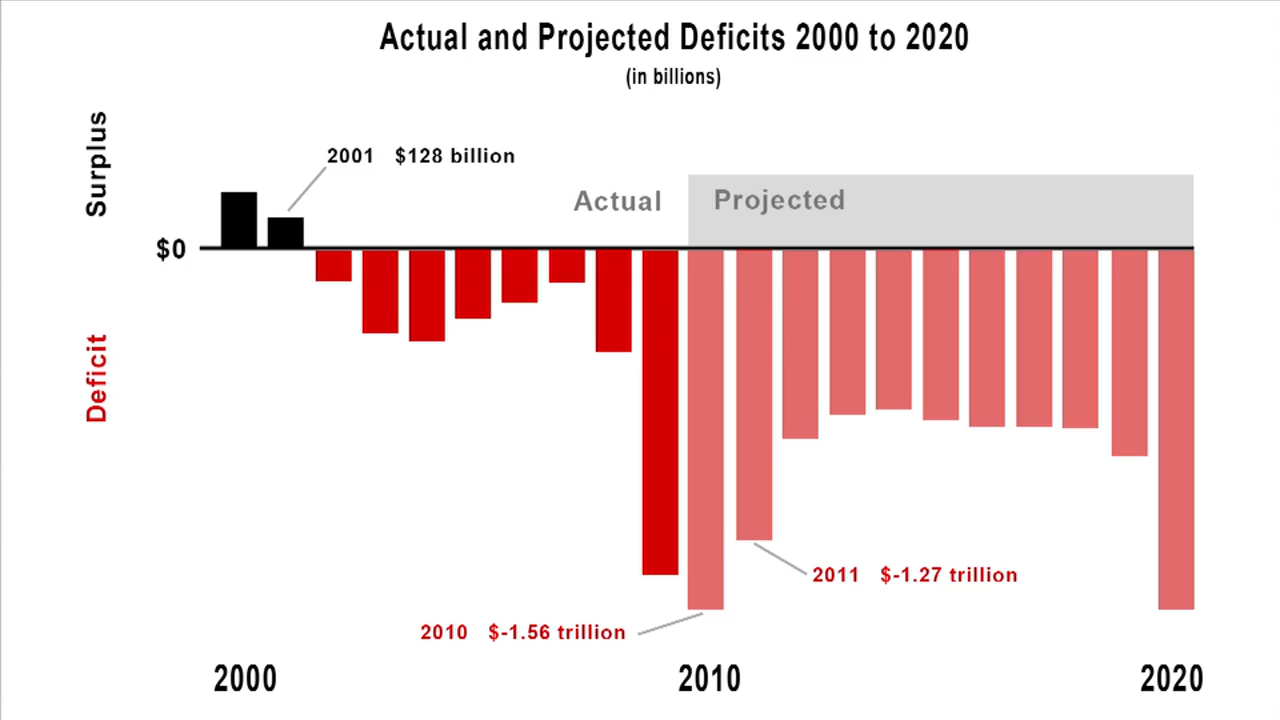 Actual and Projected Deficits 2000 to 2020
(in billions)
Surplus
2001 $128 billion
Actual
Projected
$0
Deficit
2011 $-1.27 trillion
2010 $-1.56 trillion
2000
2010
2020